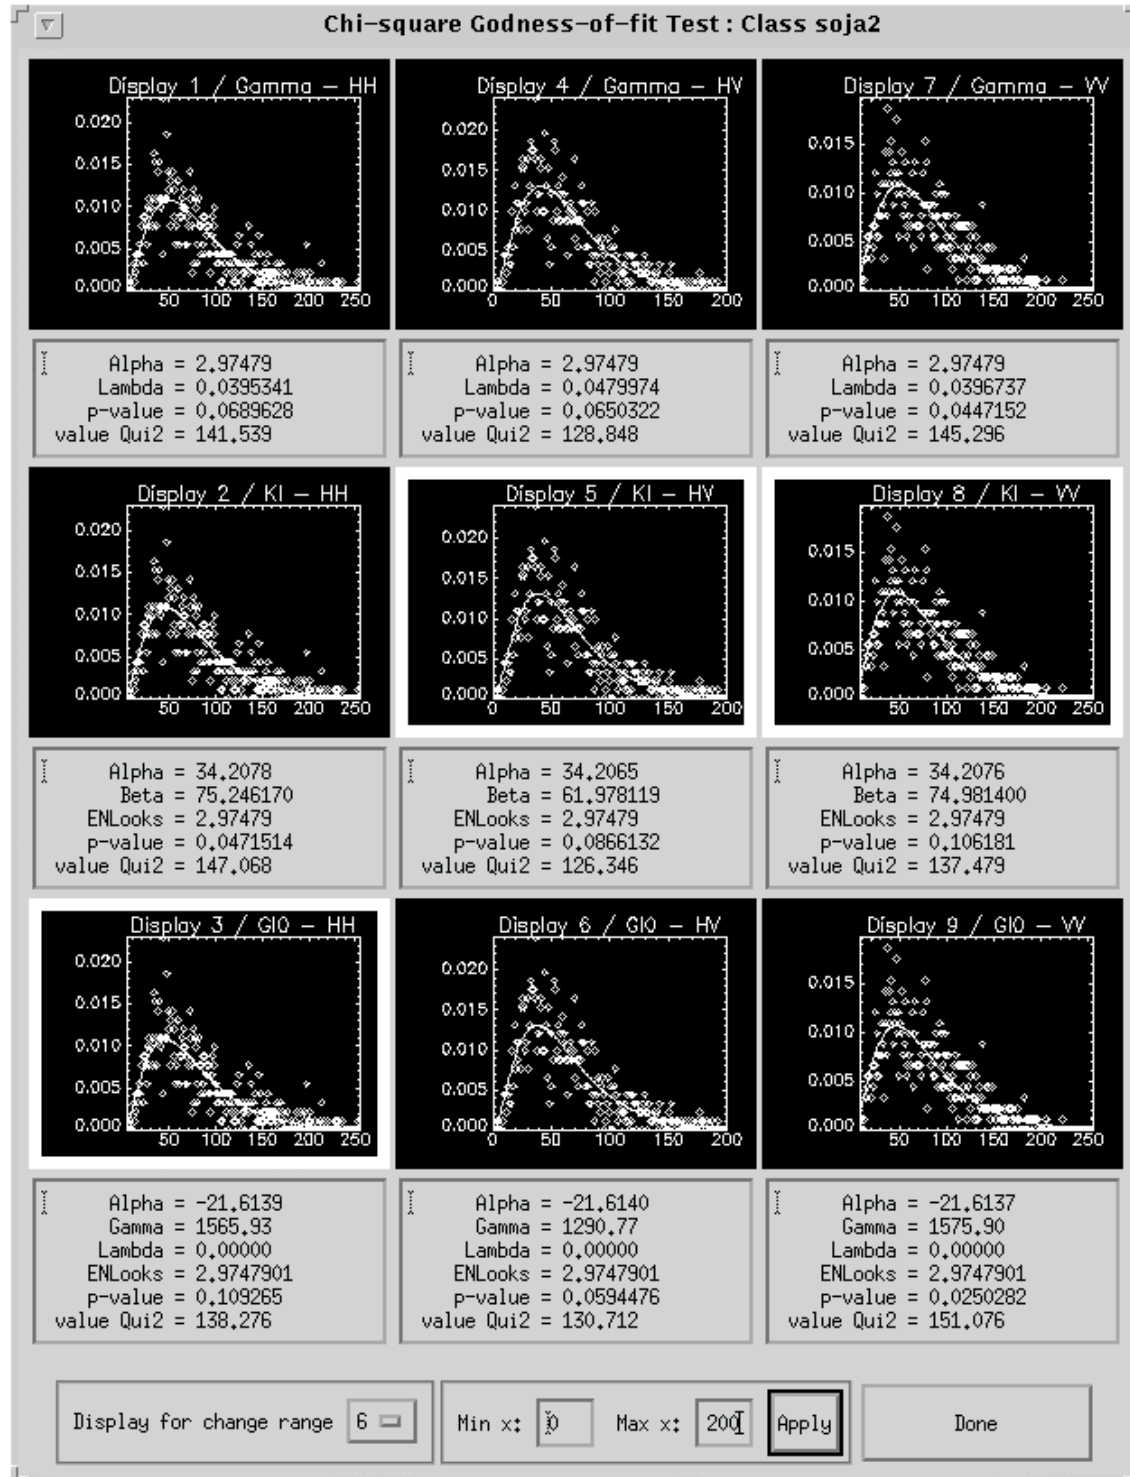 Chi-square Godness-of-fit Test : Class soja2
Display 1 / Gamma - HH
0.020
0.015
0.010
0.005
0.000
50 100 150 200 250
Display 4 / Gamma - HV
0.020
0.015
0.010
0.005
0.000
0 50 100 150 200
Display 7 / Gamma - VV
0.015
0.010
0.005
0.000
50 100 150 200 250
Alpha = 2.97479
Lambda = 0.0395341
p-value = 0.0689628
value Qui2 = 141.539
Alpha = 2.97479
Lambda = 0.0479974
p-value = 0.0650322
value Qui2 = 128.848
Alpha = 2.97479
Lambda = 0.0396737
p-value = 0.0447152
value Qui2 = 145.296
Display 2 / KI - HH
0.020
0.015
0.010
0.005
0.000
50 100 150 200 250
Display 5 / KI - HV
0.020
0.015
0.010
0.005
0.000
0 50 100 150 200
Display 8 / KI - VV
0.015
0.010
0.005
0.000
50 100 150 200 250
Alpha = 34.2078
Beta = 75.246170
ENLooks = 2.97479
p-value = 0.0471514
value Qui2 = 147.068
Alpha = 34.2065
Beta = 61.978119
ENLooks = 2.97479
p-value = 0.0866132
value Qui2 = 126.346
Alpha = 34.2076
Beta = 74.981400
ENLooks = 2.97479
p-value = 0.106181
value Qui2 = 137.479
Display 3 / GI0 - HH
0.020
0.015
0.010
0.005
0.000
50 100 150 200 250
Display 6 / GI0 - HV
0.020
0.015
0.010
0.005
0.000
0 50 100 150 200
Display 9 / GI0 - VV
0.015
0.010
0.005
0.000
50 100 150 200 250
Alpha = -21.6139
Gamma = 1565.93
Lambda = 0.00000
ENLooks = 2.9747901
p-value = 0.109265
value Qui2 = 138.276
Alpha = -21.6140
Gamma = 1290.77
Lambda = 0.00000
ENLooks = 2.9747901
p-value = 0.0594476
value Qui2 = 130.712
Alpha = -21.6137
Gamma = 1575.90
Lambda = 0.00000
ENLooks = 2.9747901
p-value = 0.0250282
value Qui2 = 151.076
Display for change range 6 Min x: 0 Max x: 200 Apply Done